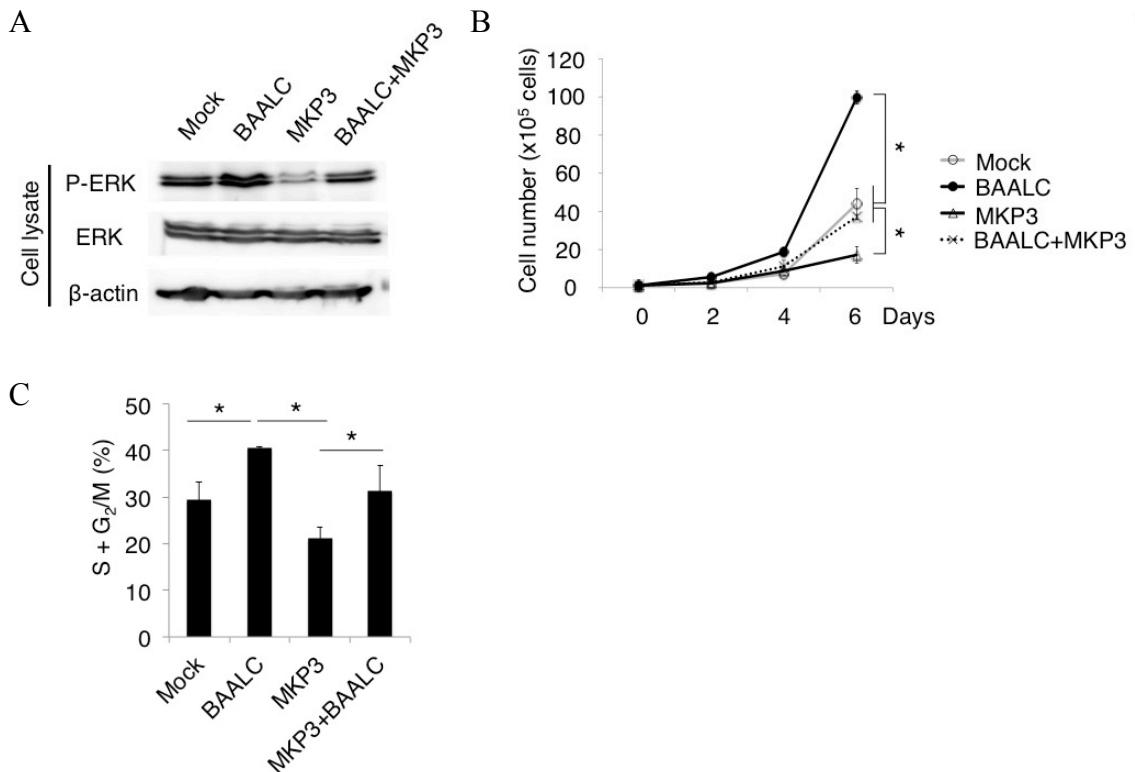 A
Mock
BAALC
MKP3
BAALC+MKP3
Cell lysate
P-ERK
ERK
β-actin
B
Cell number (x10⁵ cells)
120
100
80
60
40
20
0
0 2 4 6 Days
*
*
Mock
BAALC
MKP3
BAALC+MKP3
C
S + G₂/M (%)
50
40
30
20
10
0
* * *
Mock
BAALC
MKP3
MKP3+BAALC